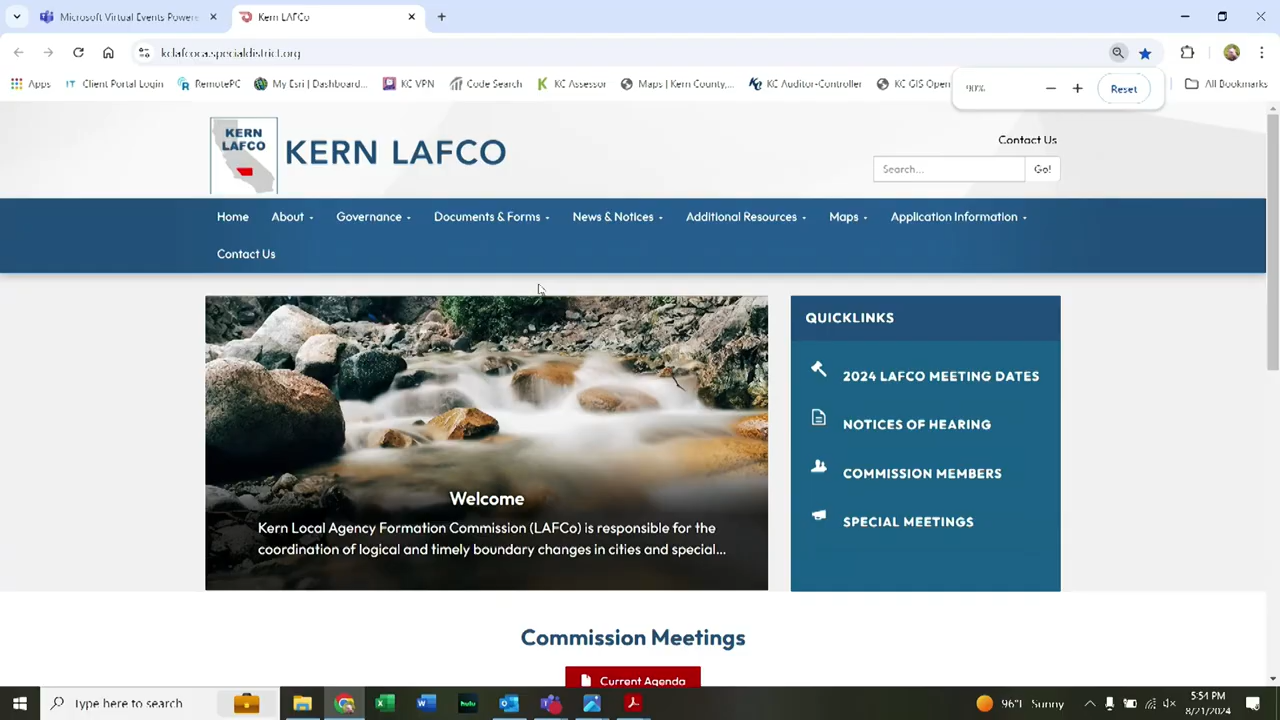 Microsoft Virtual Events Powere
Kern LAFCo
kclafcoca.specialdistrict.org
Apps
Client Portal Login
RemotePC
My Esri | Dashboard...
KC VPN
Code Search
KC Assessor
Maps | Kern County,...
KC Auditor-Controller
KC GIS Open
All Bookmarks
90%
Reset
KERN
LAFCO
KERN LAFCO
Contact Us
Search...
Go!
Home
About
Governance
Documents & Forms
News & Notices
Additional Resources
Maps
Application Information
Contact Us
QUICKLINKS
2024 LAFCO MEETING DATES
NOTICES OF HEARING
COMMISSION MEMBERS
SPECIAL MEETINGS
Welcome
Kern Local Agency Formation Commission (LAFCo) is responsible for the
coordination of logical and timely boundary changes in cities and special...
Commission Meetings
Current Agenda
Type here to search
hulu
96°F Sunny
5:54 PM
8/21/2024